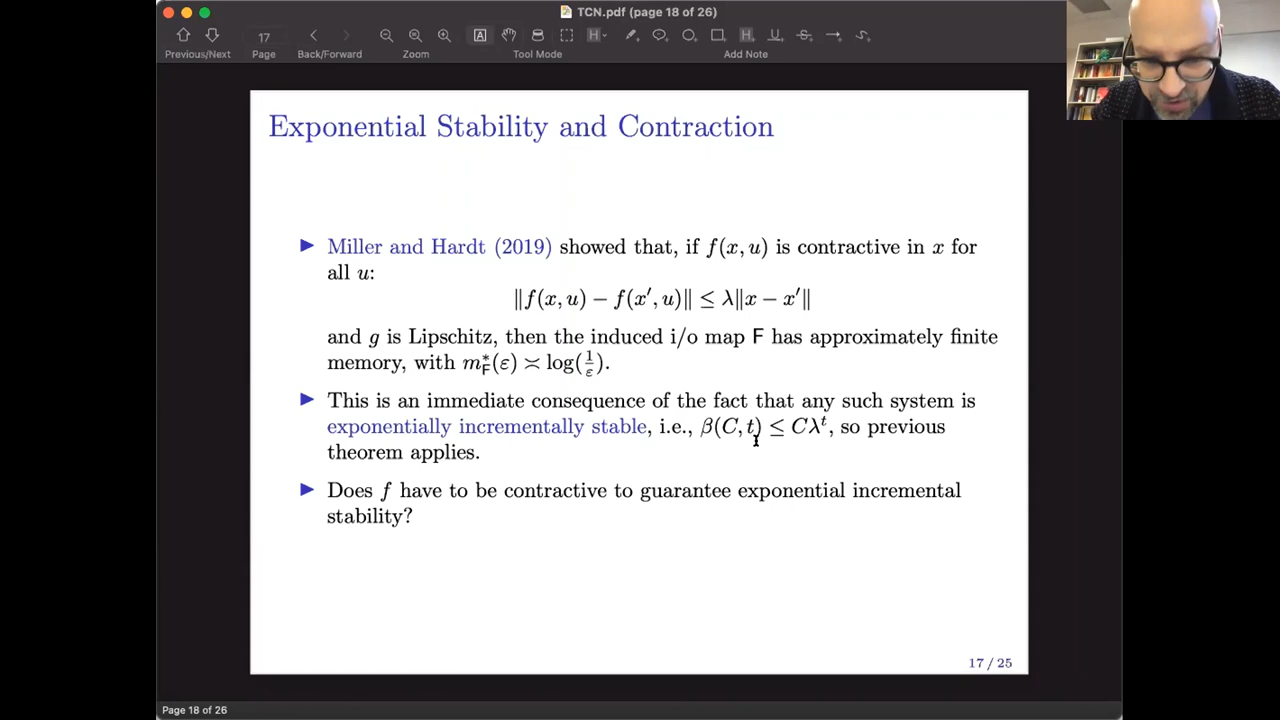 TCN.pdf (page 18 of 26)
17
Previous/Next Page Back/Forward Zoom Tool Mode Add Note
Exponential Stability and Contraction
▶ Miller and Hardt (2019) showed that, if f(x, u) is contractive in x for
all u:
‖f(x, u) − f(x′, u)‖ ≤ λ‖x − x′‖
and g is Lipschitz, then the induced i/o map F has approximately finite
memory, with m*_F(ε) ≍ log(1/ε).
▶ This is an immediate consequence of the fact that any such system is
exponentially incrementally stable, i.e., β(C, t) ≤ Cλ^t, so previous
theorem applies.
▶ Does f have to be contractive to guarantee exponential incremental
stability?
17 / 25
Page 18 of 26